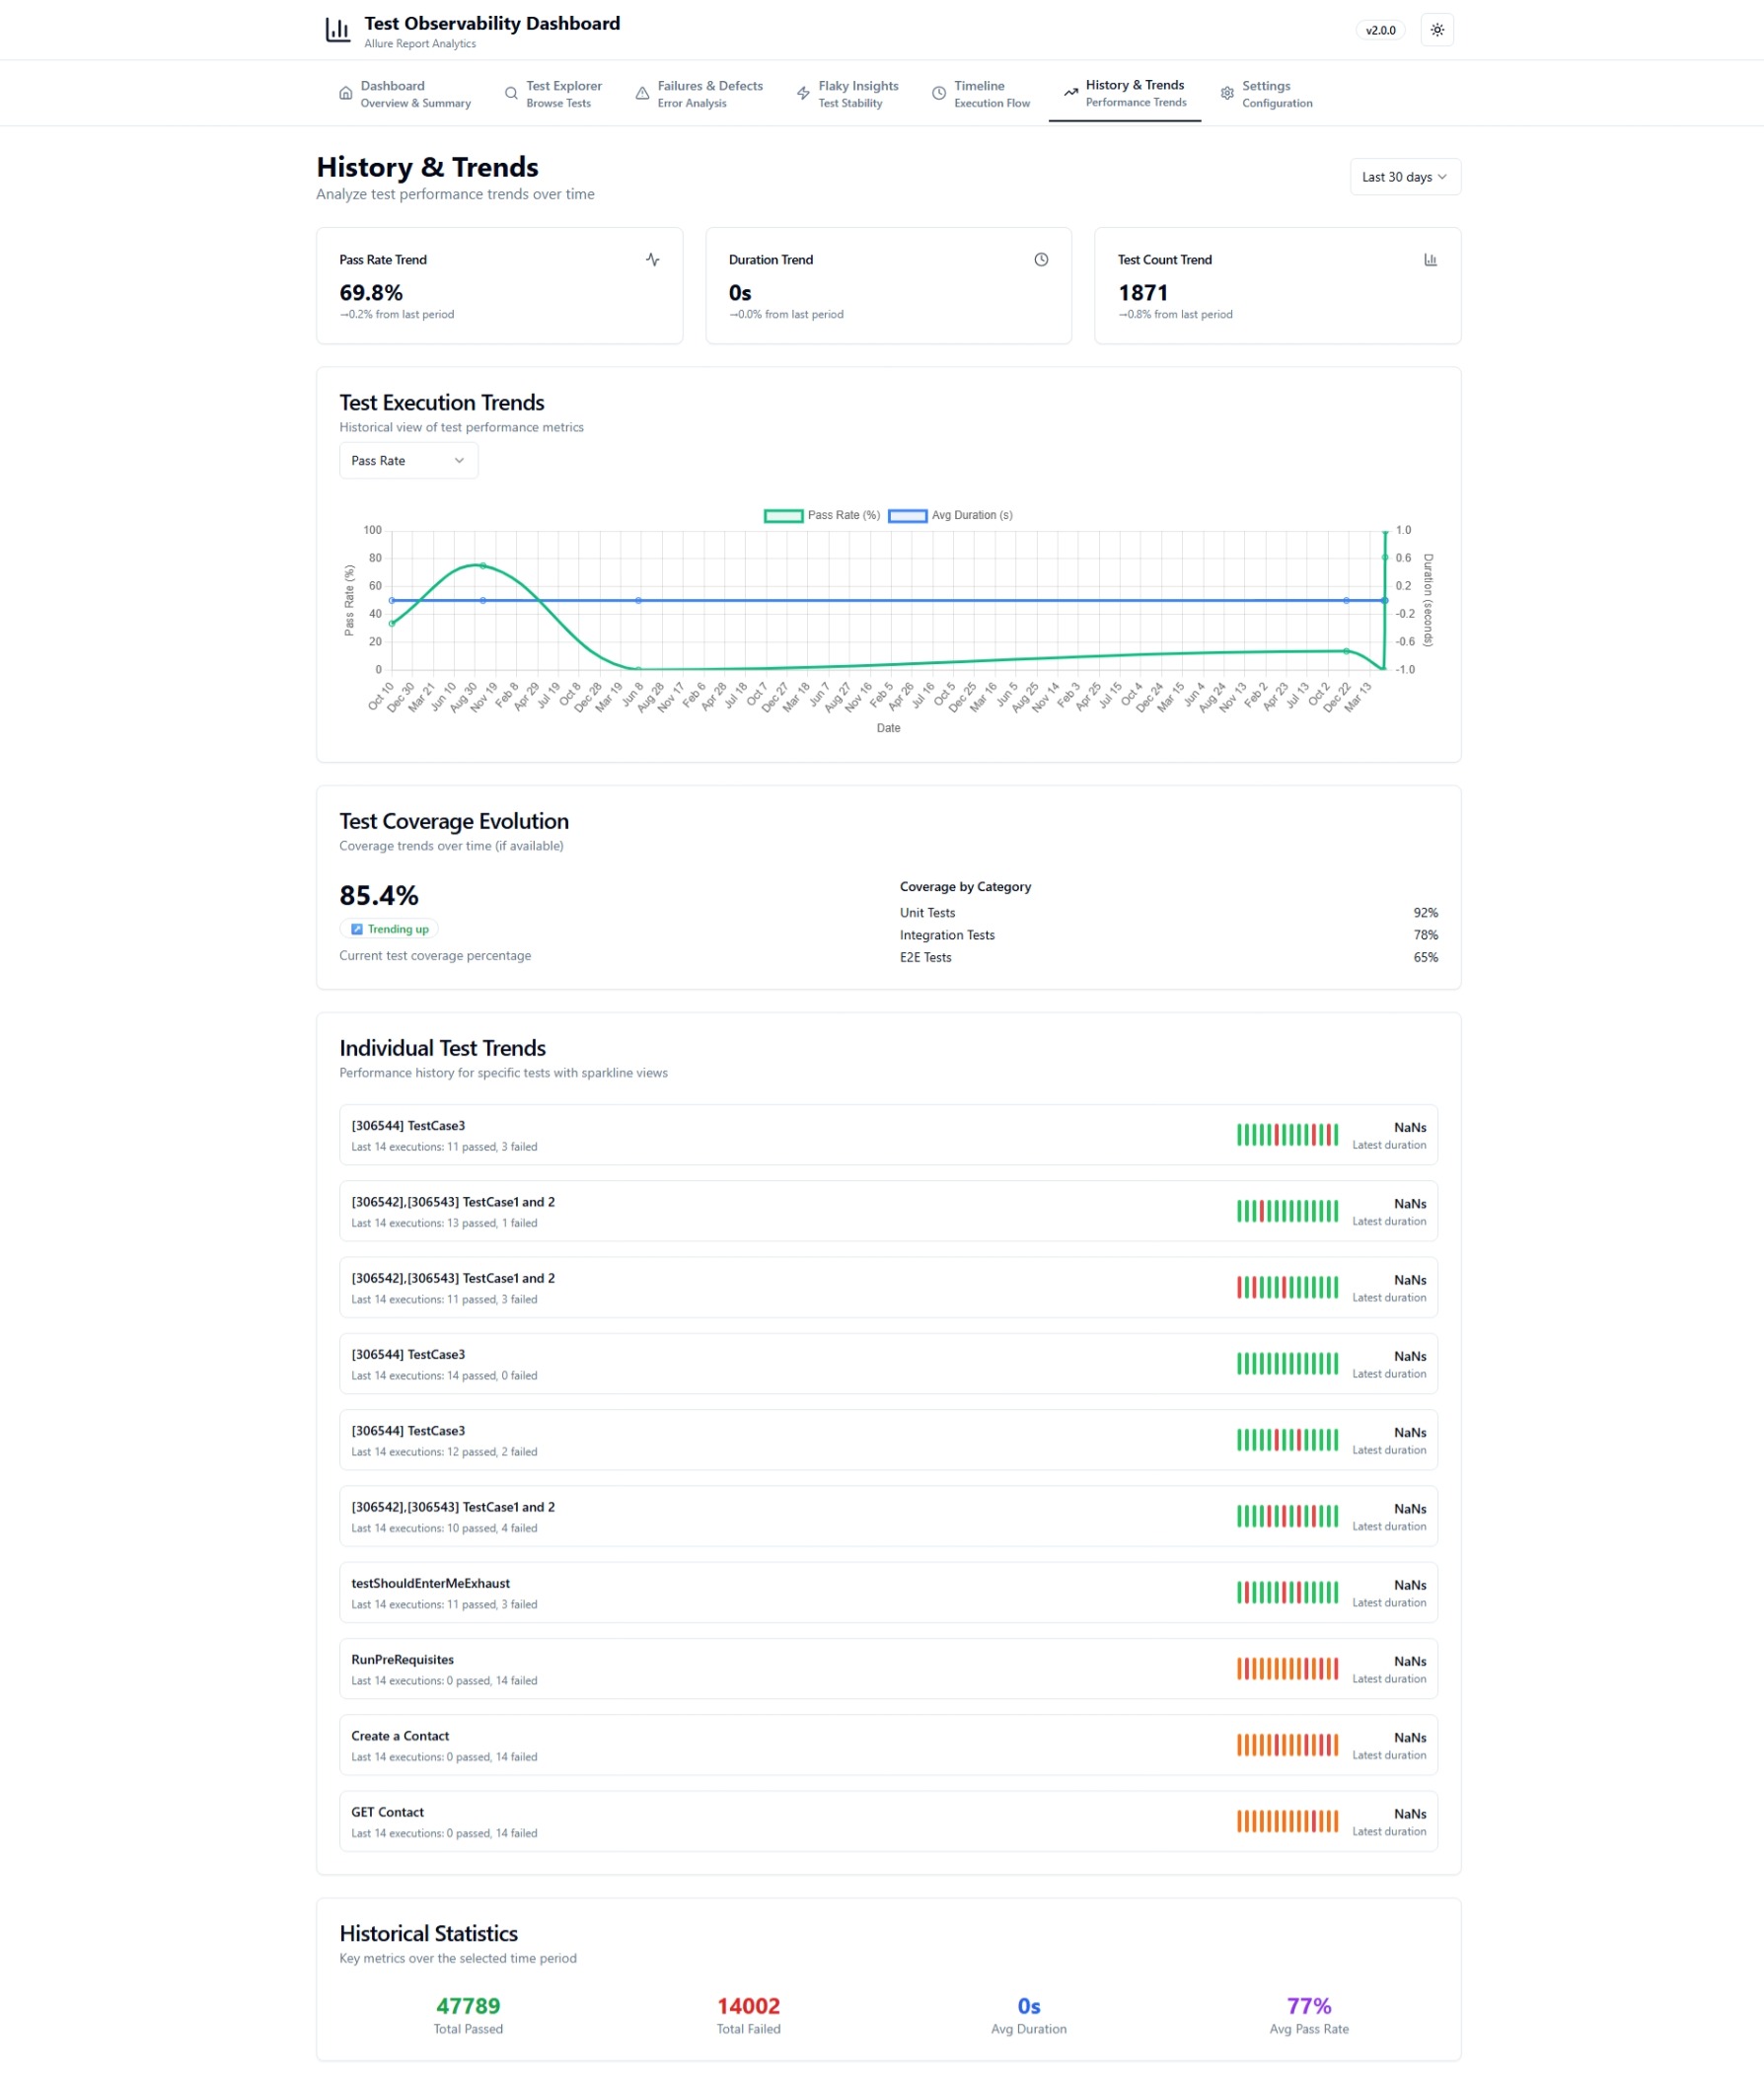 Test Observability Dashboard
Allure Report Analytics
v2.0.0
Dashboard
Overview & Summary
Test Explorer
Browse Tests
Failures & Defects
Error Analysis
Flaky Insights
Test Stability
Timeline
Execution Flow
History & Trends
Performance Trends
Settings
Configuration
History & Trends
Analyze test performance trends over time
Last 30 days
Pass Rate Trend
69.8%
→0.2% from last period
Duration Trend
0s
→0.0% from last period
Test Count Trend
1871
→0.8% from last period
Test Execution Trends
Historical view of test performance metrics
Pass Rate
Pass Rate (%) Avg Duration (s)
Pass Rate (%)
100
80
60
40
20
0
1.0
0.6
0.2
-0.2
-0.6
-1.0
Duration (seconds)
Oct 10 Dec 30 Mar 21 Jun 10 Aug 30 Nov 19 Feb 8 Apr 29 Jul 19 Oct 8 Dec 28 Mar 19 Jun 8 Aug 28 Nov 17 Feb 6 Apr 28 Jul 18 Oct 7 Dec 27 Mar 18 Jun 7 Aug 27 Nov 16 Feb 5 Apr 26 Jul 16 Oct 5 Dec 25 Mar 16 Jun 5 Aug 25 Nov 14 Feb 3 Apr 25 Jul 15 Oct 4 Dec 24 Mar 15 Jun 4 Aug 24 Nov 13 Feb 2 Apr 23 Jul 13 Oct 2 Dec 22 Mar 13
Date
Test Coverage Evolution
Coverage trends over time (if available)
85.4%
Trending up
Current test coverage percentage
Coverage by Category
Unit Tests 92%
Integration Tests 78%
E2E Tests 65%
Individual Test Trends
Performance history for specific tests with sparkline views
[306544] TestCase3
Last 14 executions: 11 passed, 3 failed
NaNs
Latest duration
[306542],[306543] TestCase1 and 2
Last 14 executions: 13 passed, 1 failed
NaNs
Latest duration
[306542],[306543] TestCase1 and 2
Last 14 executions: 11 passed, 3 failed
NaNs
Latest duration
[306544] TestCase3
Last 14 executions: 14 passed, 0 failed
NaNs
Latest duration
[306544] TestCase3
Last 14 executions: 12 passed, 2 failed
NaNs
Latest duration
[306542],[306543] TestCase1 and 2
Last 14 executions: 10 passed, 4 failed
NaNs
Latest duration
testShouldEnterMeExhaust
Last 14 executions: 11 passed, 3 failed
NaNs
Latest duration
RunPreRequisites
Last 14 executions: 0 passed, 14 failed
NaNs
Latest duration
Create a Contact
Last 14 executions: 0 passed, 14 failed
NaNs
Latest duration
GET Contact
Last 14 executions: 0 passed, 14 failed
NaNs
Latest duration
Historical Statistics
Key metrics over the selected time period
47789
Total Passed
14002
Total Failed
0s
Avg Duration
77%
Avg Pass Rate